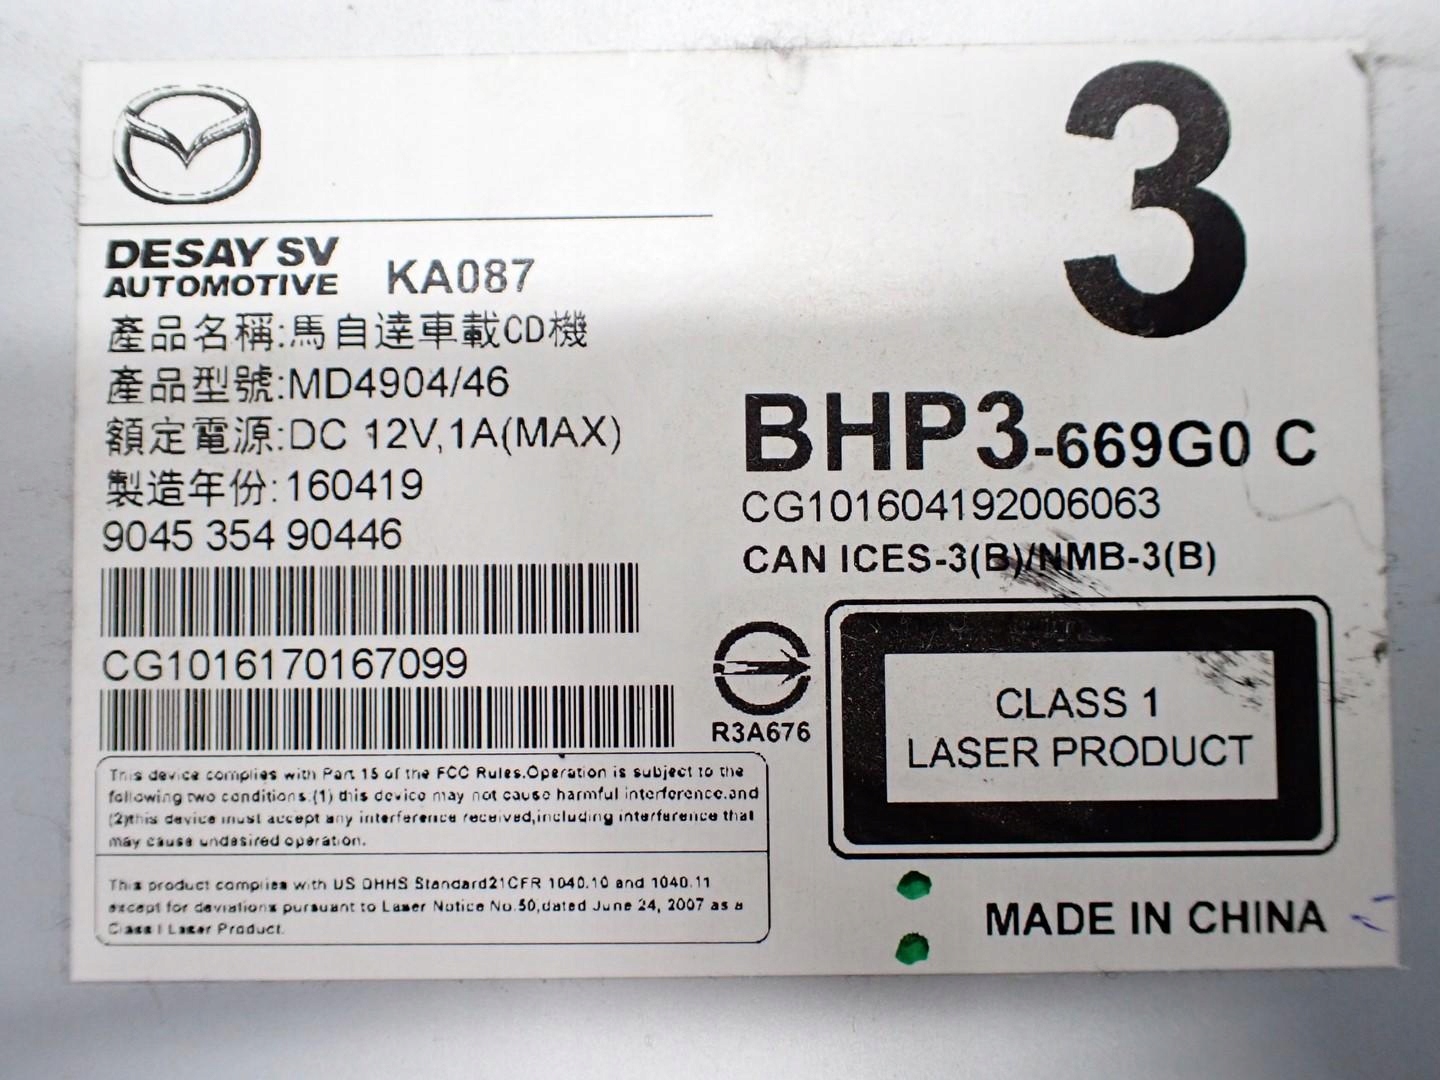 3
DESAY SV
AUTOMOTIVE KA087
產品名稱:馬自達車載CD機
產品型號:MD4904/46
額定電源:DC 12V,1A(MAX)
製造年份:160419
9045 354 90446
CG1016170167099
BHP3-669G0 C
CG101604192006063
CAN ICES-3(B)/NMB-3(B)
R3A676
CLASS 1
LASER PRODUCT
This device complies with Part 15 of the FCC Rules.Operation is subject to the
following two conditions:(1) this device may not cause harmful interference.and
(2)this device must accept any interference received,including interference that
may cause undesired operation.
This product complies with US DHHS Standard21CFR 1040.10 and 1040.11
except for deviations pursuant to Laser Notice No.50,dated June 24, 2007 as a
Class I Laser Product.
MADE IN CHINA